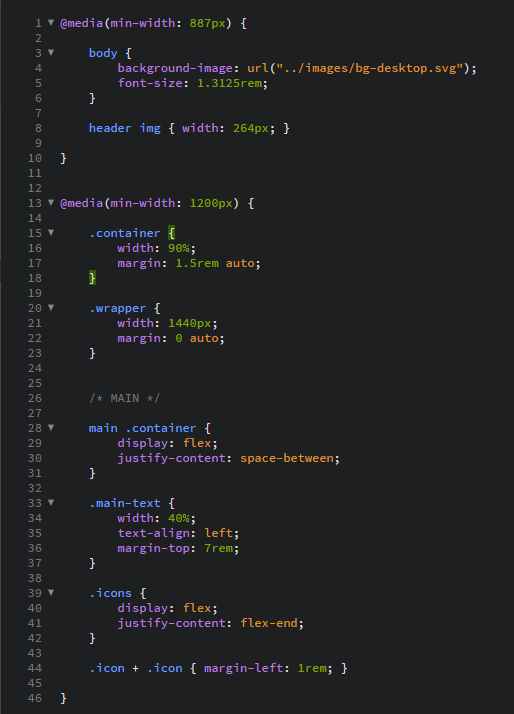 1 ▼ @media(min-width: 887px) {
2
3 ▼ body {
4 background-image: url("../images/bg-desktop.svg");
5 font-size: 1.3125rem;
6 }
7
8 header img { width: 264px; }
9
10 }
11
12
13 ▼ @media(min-width: 1200px) {
14
15 ▼ .container {
16 width: 90%;
17 margin: 1.5rem auto;
18 }
19
20 ▼ .wrapper {
21 width: 1440px;
22 margin: 0 auto;
23 }
24
25
26 /* MAIN */
27
28 ▼ main .container {
29 display: flex;
30 justify-content: space-between;
31 }
32
33 ▼ .main-text {
34 width: 40%;
35 text-align: left;
36 margin-top: 7rem;
37 }
38
39 ▼ .icons {
40 display: flex;
41 justify-content: flex-end;
42 }
43
44 .icon + .icon { margin-left: 1rem; }
45
46 }